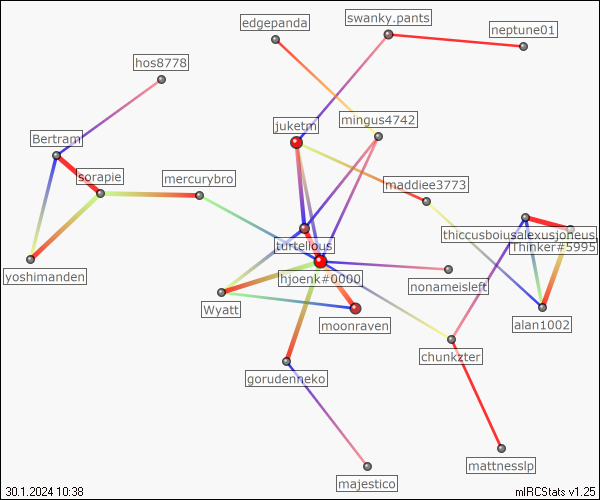 swanky.pants
edgepanda
neptune01
hos8778
mingus4742
juketm
Bertram
sorapie
mercurybro
maddiee3773
thiccusboiusalexusjoneus
turtelious
Thinker#5995
yoshimanden
hjoenk#0000
nonameisleft
Wyatt
moonraven
alan1002
chunkzter
gorudenneko
mattnesslp
majestico
30.1.2024 10:38
mIRCStats v1.25